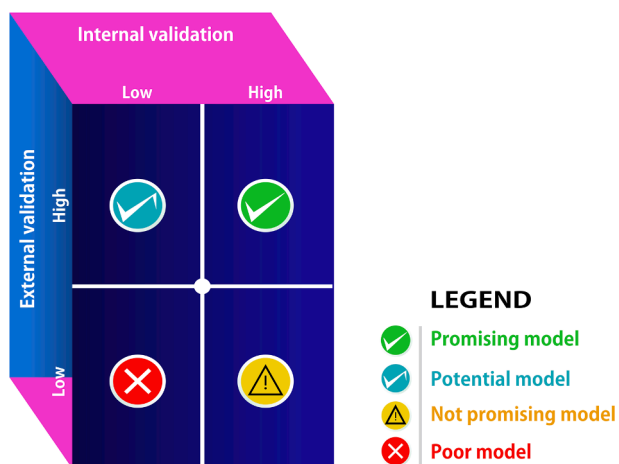 Internal validation
Low High
External validation
High
Low
LEGEND
Promising model
Potential model
Not promising model
Poor model